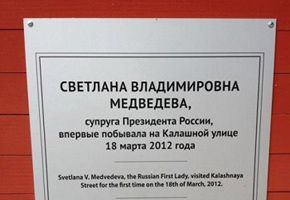 СВЕТЛАНА ВЛАДИМИРОВНА
МЕДВЕДЕВА,
супруга Президента России,
впервые побывала на Калашной улице
18 марта 2012 года
Svetlana V. Medvedeva, the Russian First Lady, visited Kalashnaya
Street for the first time on the 18th of March, 2012.